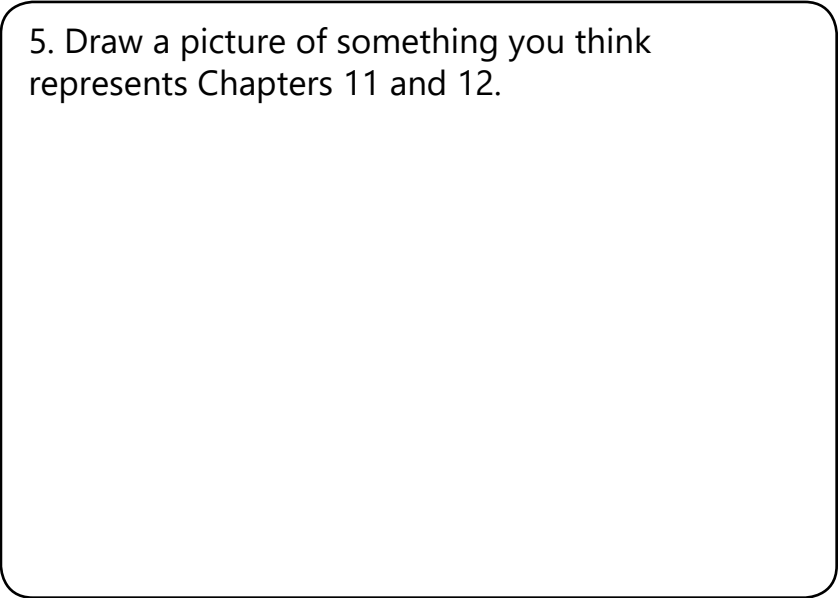 5. Draw a picture of something you think
represents Chapters 11 and 12.